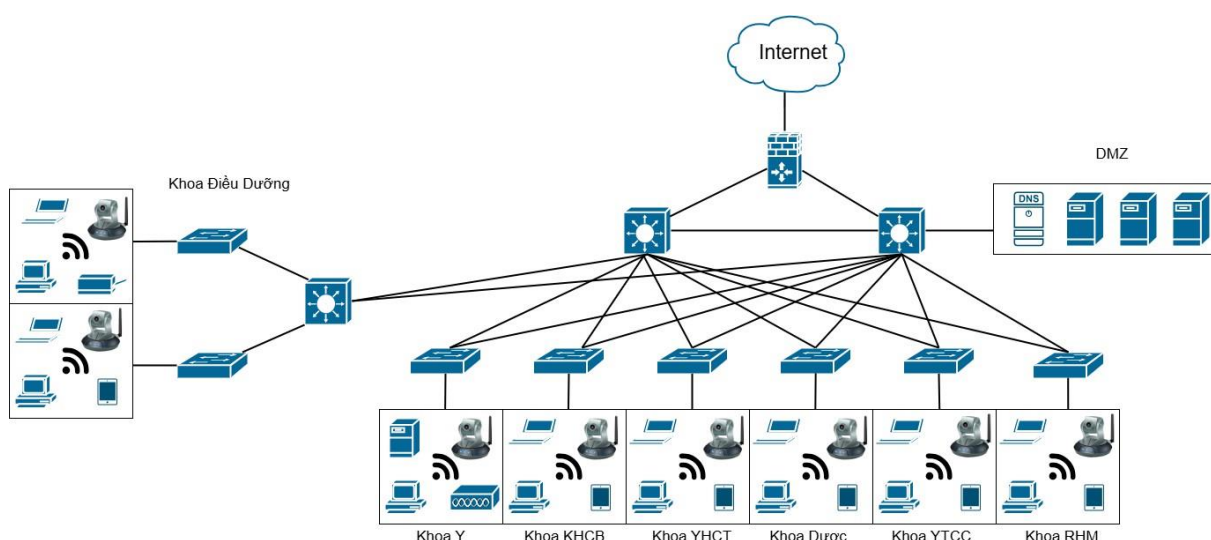 Internet
DMZ
Khoa Điều Dưỡng
DNS
Khoa Y
Khoa KHCB
Khoa YHCT
Khoa Dược
Khoa YTCC
Khoa RHM